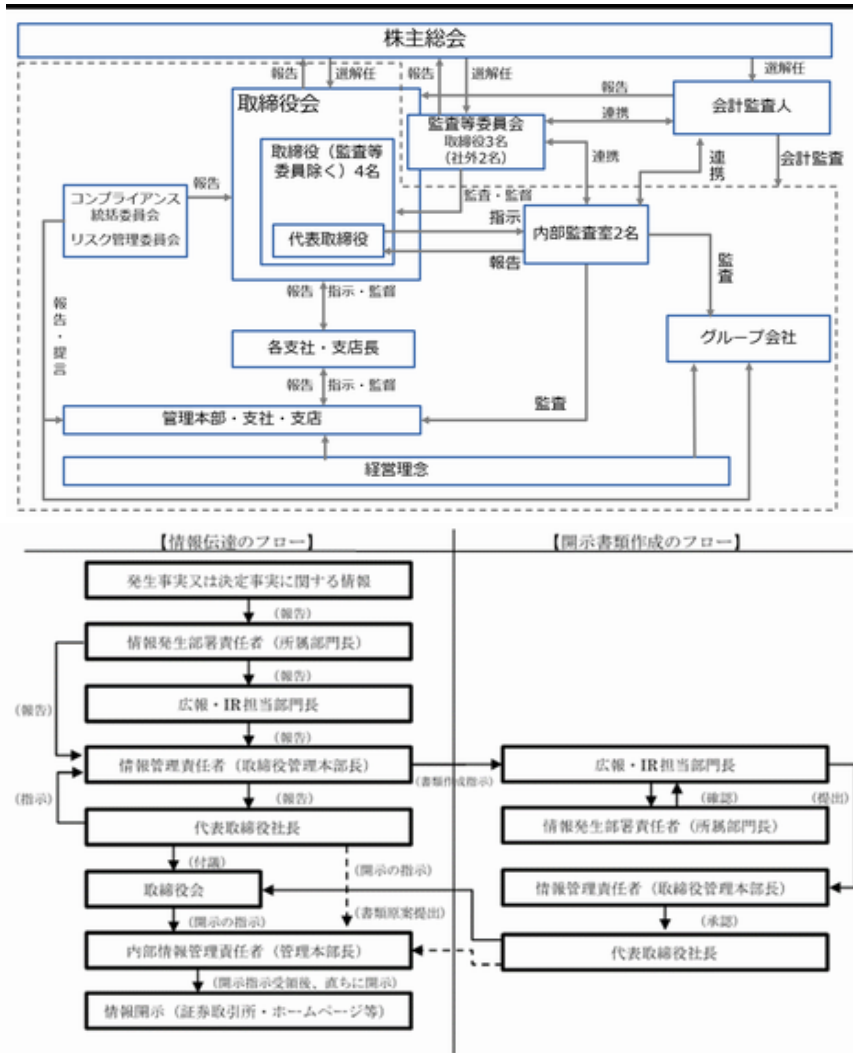 株主総会
報告
選解任
報告
選解任
選解任
取締役会
報告
会計監査人
監査等委員会
取締役3名
(社外2名)
連携
取締役(監査等
委員除く)4名
連携
連携
会計監査
コンプライアンス
統括委員会
リスク管理委員会
報告
監査・監督
代表取締役
指示
報告
内部監査室2名
監査
報告
指示・監督
報告・提言
各支社・支店長
グループ会社
報告
指示・監督
監査
管理本部・支社・支店
経営理念
【情報伝達のフロー】
発生事実又は決定事実に関する情報
(報告)
情報発生部署責任者(所属部門長)
(報告)
広報・IR担当部門長
(報告)
(報告)
情報管理責任者(取締役管理本部長)
(指示)
(報告)
代表取締役社長
(付議)
(開示の指示)
取締役会
(開示の指示)
(書類原案提出)
内部情報管理責任者(管理本部長)
(開示指示受領後、直ちに開示)
情報開示(証券取引所・ホームページ等)
【開示書類作成のフロー】
(書類作成指示)
広報・IR担当部門長
(確認)
(提出)
情報発生部署責任者(所属部門長)
情報管理責任者(取締役管理本部長)
(承認)
代表取締役社長